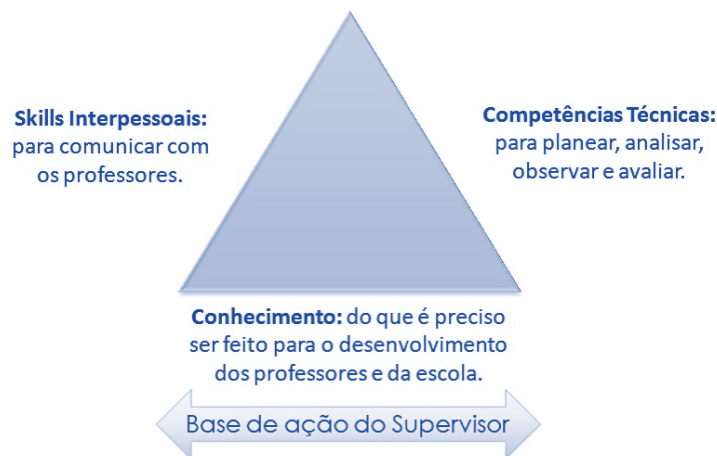 Skills Interpessoais:
para comunicar com
os professores.
Competências Técnicas:
para planear, analisar,
observar e avaliar.
Conhecimento: do que é preciso
ser feito para o desenvolvimento
dos professores e da escola.
Base de ação do Supervisor